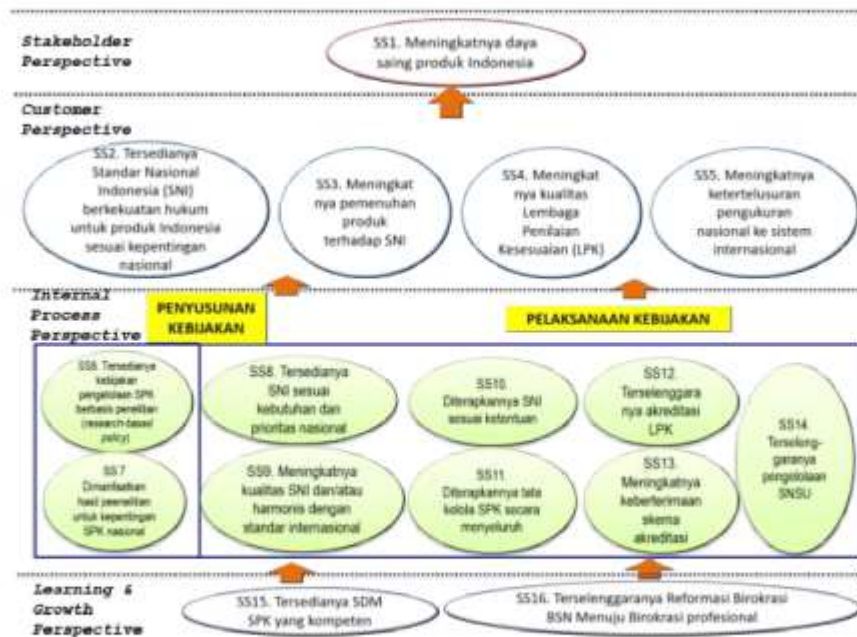 Stakeholder
Perspective
SS1. Meningkatnya daya
saing produk Indonesia
Customer
Perspective
SS2. Tersedianya
Standar Nasional
Indonesia (SNI)
berkekuatan hukum
untuk produk Indonesia
sesuai kepentingan
nasional
SS3. Meningkat
nya pemenuhan
produk
terhadap SNI
SS4.
Meningkat
nya kualitas
Lembaga
Penilaian
Kesesuaian (LPK)
SS5. Meningkatnya
ketertelusuran
pengukuran
nasional ke sistem
internasional
Internal
Process
Perspective
PENYUSUNAN
KEBIJAKAN
PELAKSANAAN KEBIJAKAN
SS6. Tersedianya
kebijakan
pengelolaan SPK
berbasis penelitian
(research-based
policy)
SS7
Dimanfaatkan
hasil peenelitian
untuk kepentingan
SPK nasional
SS8. Tersedianya
SNI sesuai
kebutuhan dan
prioritas nasional
SS9. Meningkatnya
kualitas SNI dan/atau
harmonis dengan
standar internasional
SS10.
Diterapkannya SNI
sesuai ketentuan
SS11.
Diterapkannya tata
kelola SPK secara
menyeluruh
SS12.
Terselenggara
nya akreditasi
LPK
SS13.
Meningkatnya
keberterimaan
skema
akreditasi
SS14.
Terseleng-
garanya
pengelolaan
SNSU
Learning &
Growth
Perspective
SS15. Tersedianya SDM
SPK yang kompeten
SS16. Terselenggaranya Reformasi Birokrasi
BSN Menuju Birokrasi profesional